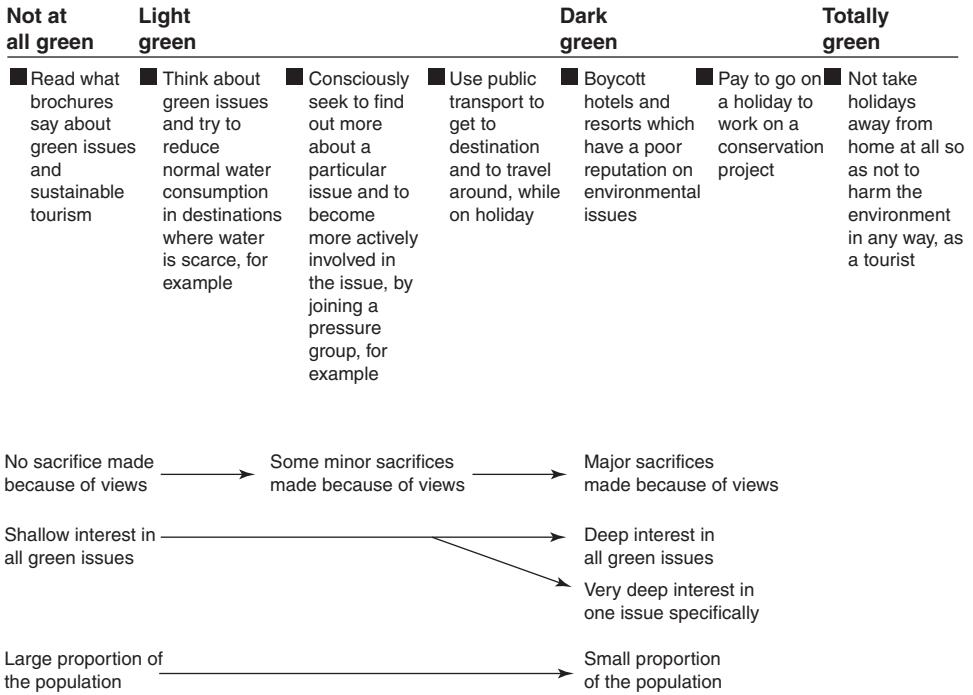 Not at
all green
Light
green
Dark
green
Totally
green
Read what
brochures
say about
green issues
and
sustainable
tourism
Think about
green issues
and try to
reduce
normal water
consumption
in destinations
where water
is scarce, for
example
Consciously
seek to find
out more
about a
particular
issue and to
become
more actively
involved in
the issue, by
joining a
pressure
group, for
example
Use public
transport to
get to
destination
and to travel
around, while
on holiday
Boycott
hotels and
resorts which
have a poor
reputation on
environmental
issues
Pay to go on
a holiday to
work on a
conservation
project
Not take
holidays
away from
home at all so
as not to
harm the
environment
in any way, as
a tourist
No sacrifice made
because of views
Some minor sacrifices
made because of views
Major sacrifices
made because of views
Shallow interest in
all green issues
Deep interest in
all green issues
Very deep interest in
one issue specifically
Large proportion of
the population
Small proportion
of the population